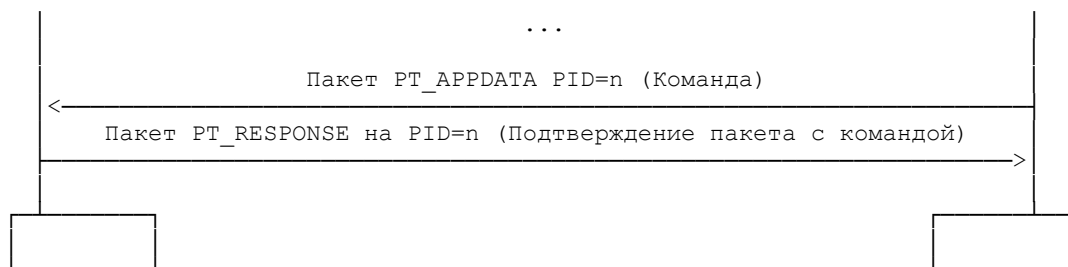 ...
Пакет PT_APPDATA PID=n (Команда)
Пакет PT_RESPONSE на PID=n (Подтверждение пакета с командой)